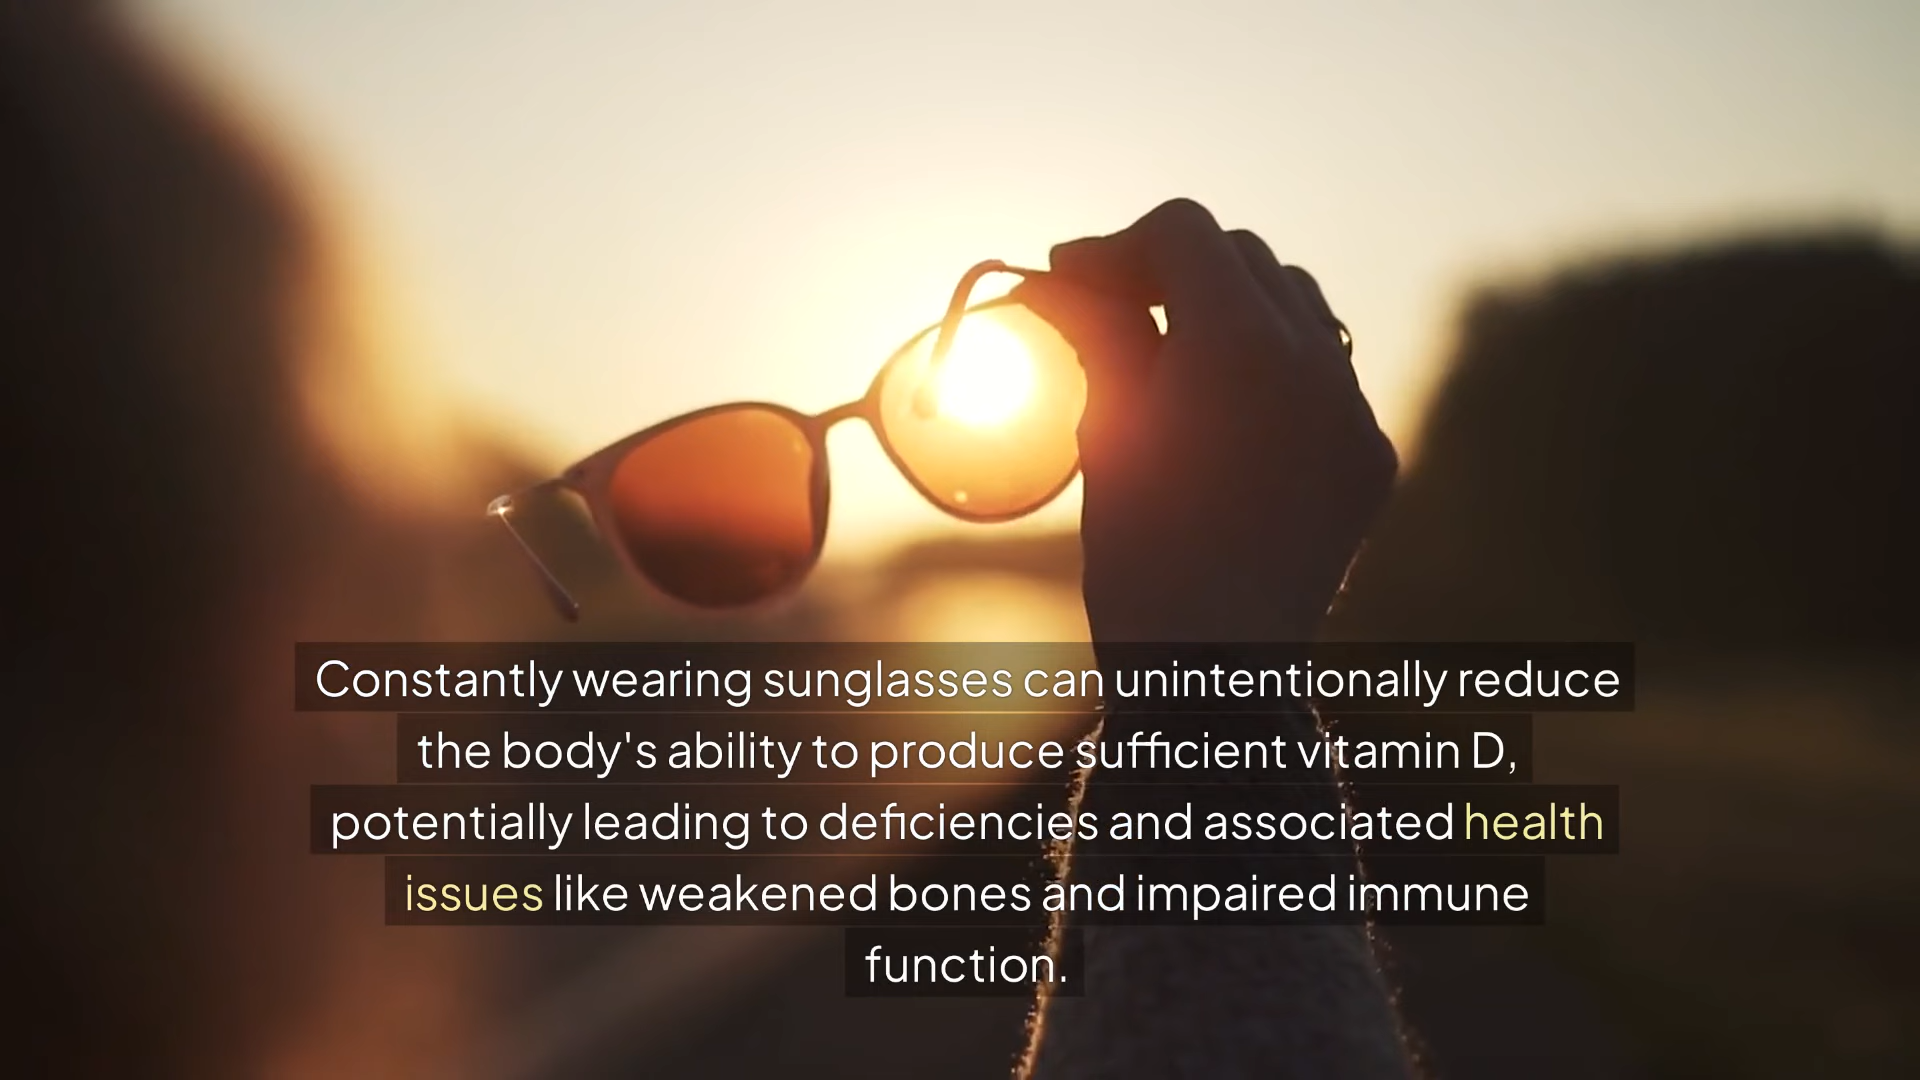 Constantly wearing sunglasses can unintentionally reduce
the body's ability to produce sufficient vitamin D,
potentially leading to deficiencies and associated health
issues like weakened bones and impaired immune
function.